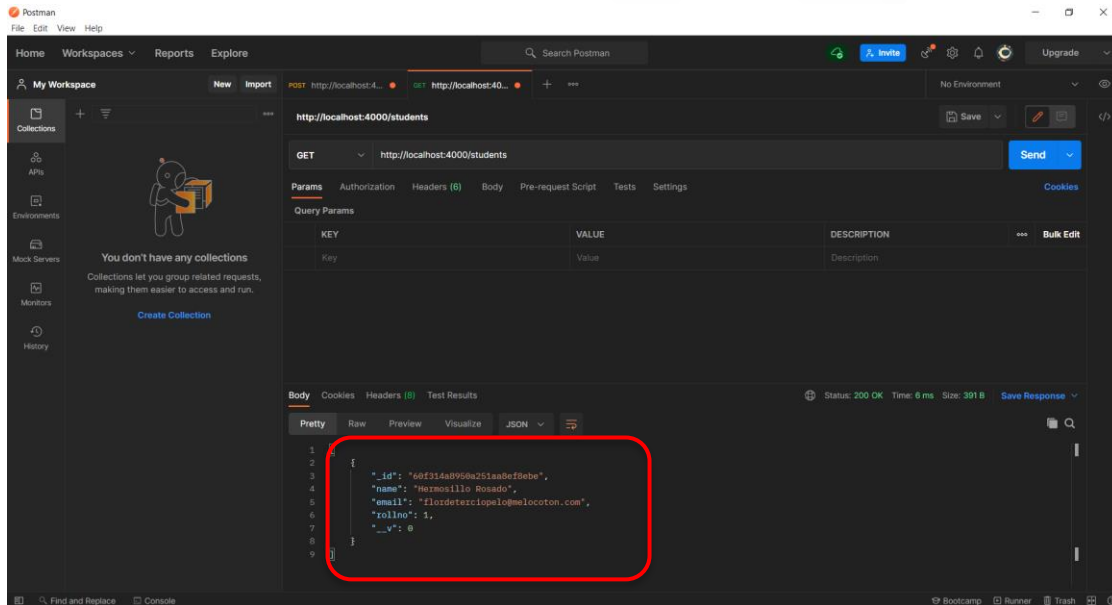 Postman
File Edit View Help
Home Workspaces Reports Explore Search Postman Invite Upgrade
My Workspace New Import POST http://localhost:4... GET http://localhost:40... + ooo No Environment
Collections
APIs
Environments
Mock Servers
Monitors
History
You don't have any collections
Collections let you group related requests,
making them easier to access and run.
Create Collection
http://localhost:4000/students Save
GET http://localhost:4000/students Send
Params Authorization Headers (6) Body Pre-request Script Tests Settings Cookies
Query Params
KEY VALUE DESCRIPTION ooo Bulk Edit
Key Value Description
Body Cookies Headers (8) Test Results Status: 200 OK Time: 6 ms Size: 391 B Save Response
Pretty Raw Preview Visualize JSON
1 [
2 {
3 "_id": "60f314a8950a251aa8ef8ebe",
4 "name": "Hermosillo Rosado",
5 "email": "flordeterciopelo@melocoton.com",
6 "rollno": 1,
7 "__v": 0
8 }
9 ]
Find and Replace Console Bootcamp Runner Trash